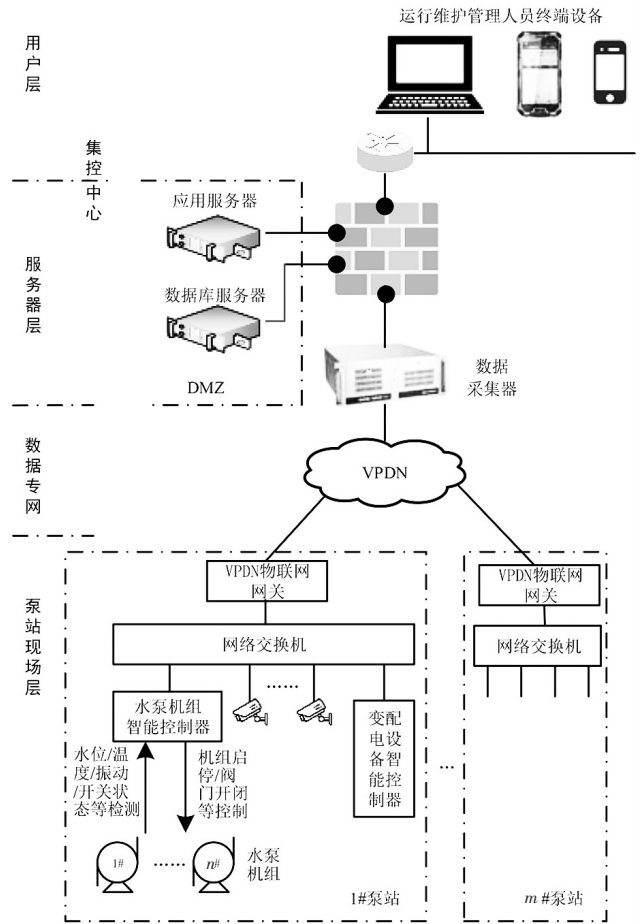 运行维护管理人员终端设备
用户层
集控中心
应用服务器
服务器层
数据库服务器
DMZ
数据
采集器
数据专网
VPDN
VPDN物联网
网关
VPDN物联网
网关
泵站现场层
网络交换机
网络交换机
……
……
水泵机组
智能控制器
变配
电设
备智
能控
制器
水位/温
度/振动
/开关状
态等检测
机组启
停/阀
门开闭
等控制
…
1#
……
n#
水泵
机组
1#泵站
m#泵站